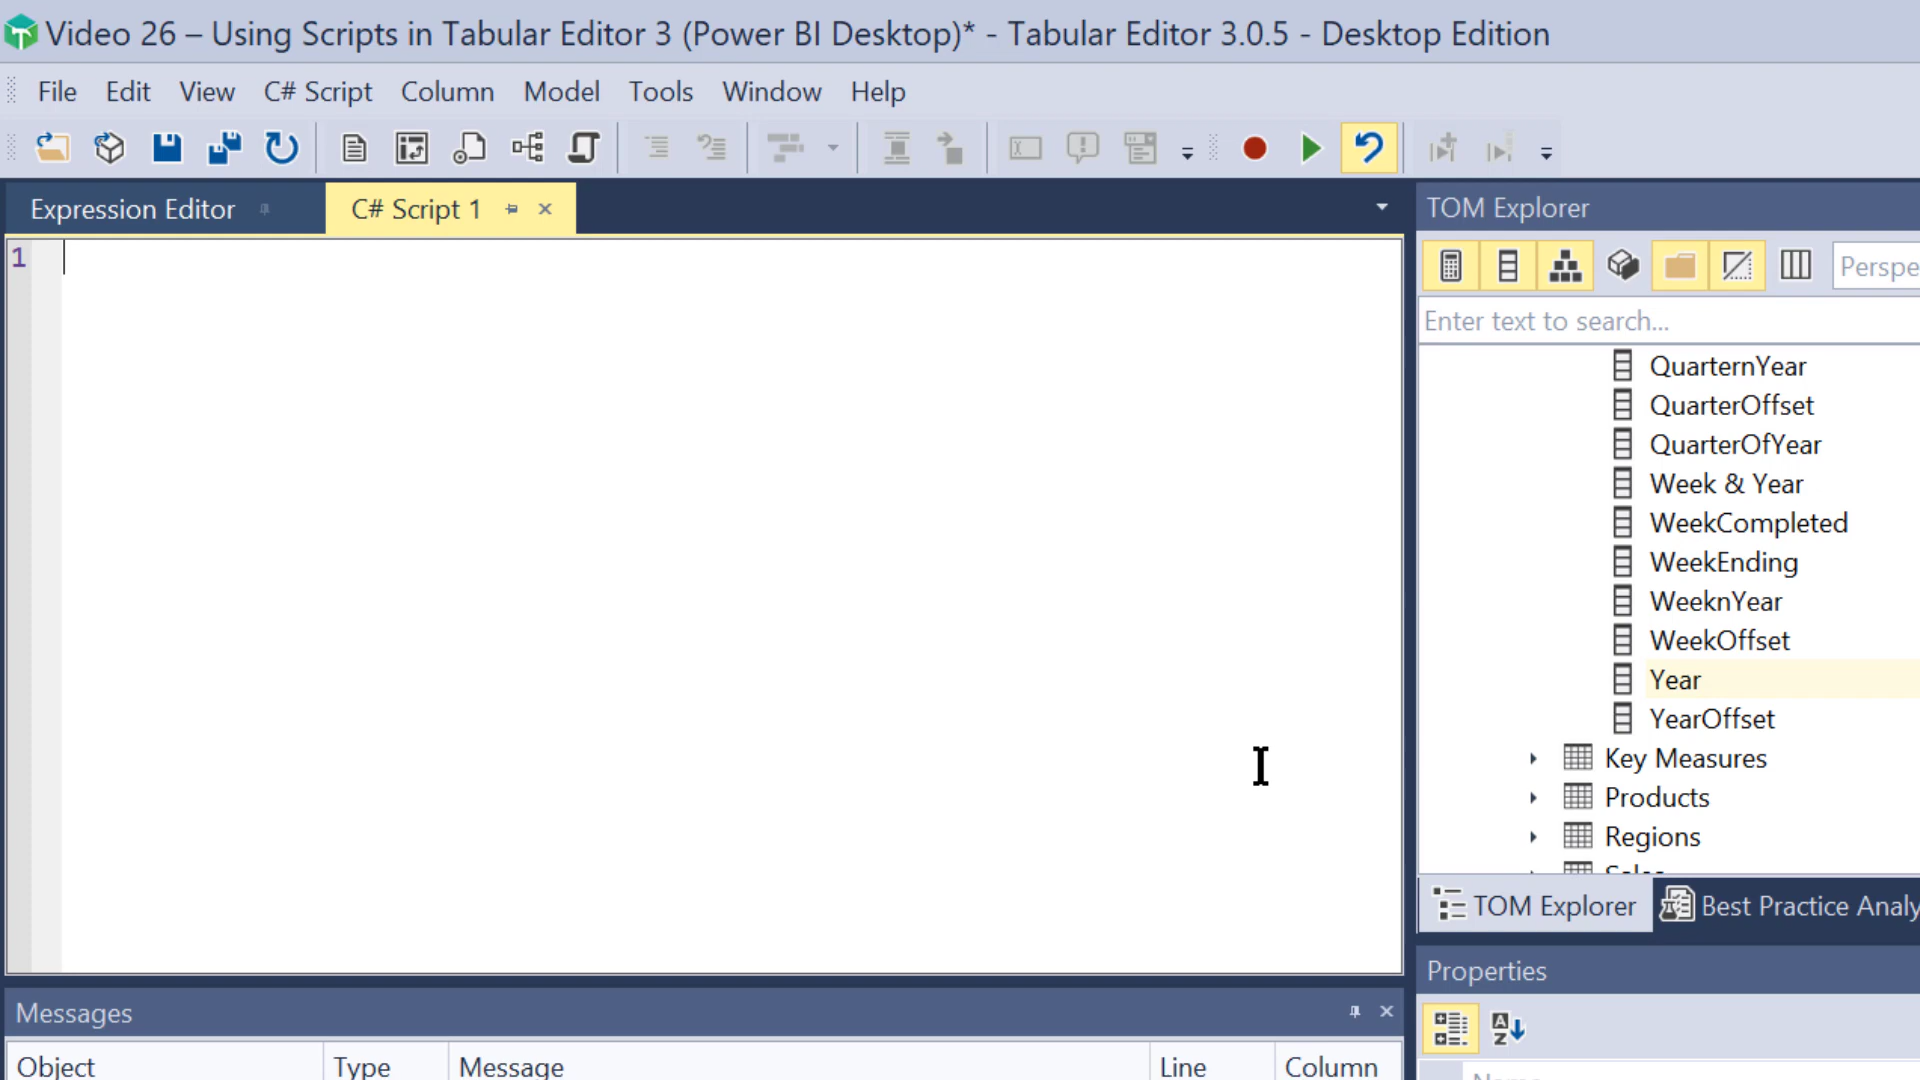 Video 26 – Using Scripts in Tabular Editor 3 (Power BI Desktop)* - Tabular Editor 3.0.5 - Desktop Edition
File Edit View C# Script Column Model Tools Window Help
Expression Editor
C# Script 1
1
TOM Explorer
Perspe
Enter text to search...
QuarternYear
QuarterOffset
QuarterOfYear
Week & Year
WeekCompleted
WeekEnding
WeeknYear
WeekOffset
Year
YearOffset
Key Measures
Products
Regions
Sales
TOM Explorer
Best Practice Analy
Properties
Messages
Object Type Message Line Column